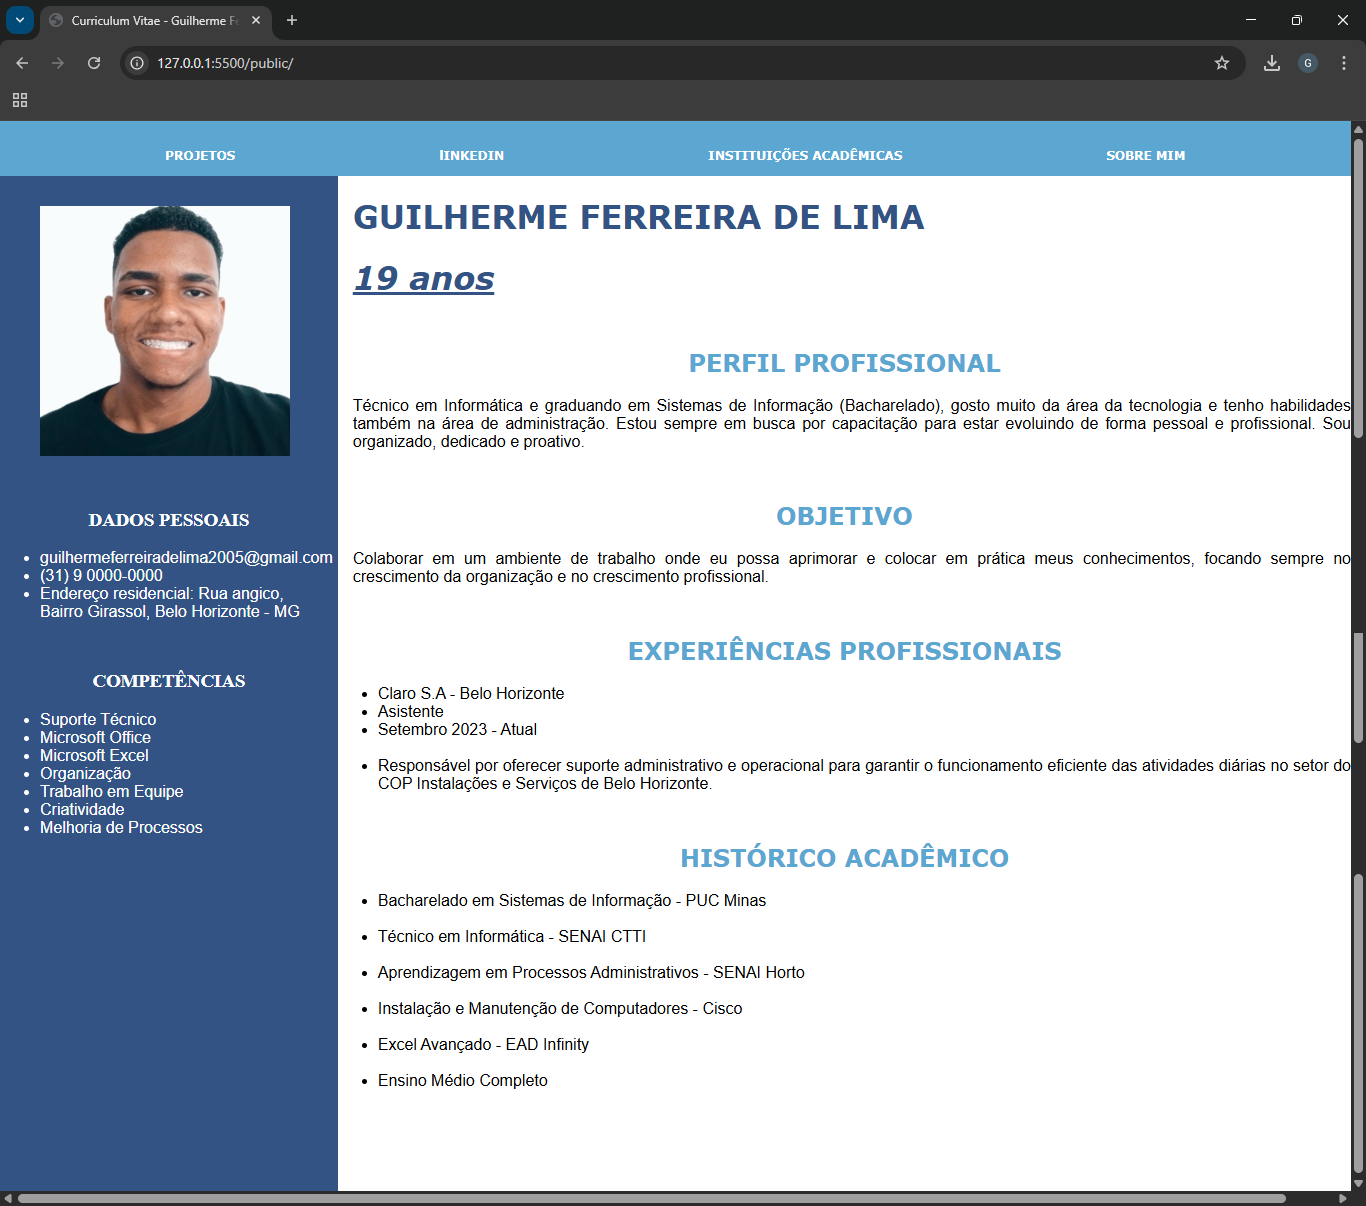 Curriculum Vitae - Guilherme Fe
127.0.0.1:5500/public/
G
PROJETOS
lINKEDIN
INSTITUIÇÕES ACADÊMICAS
SOBRE MIM
DADOS PESSOAIS
guilhermeferreiradelima2005@gmail.com
(31) 9 0000-0000
Endereço residencial: Rua angico,
Bairro Girassol, Belo Horizonte - MG
COMPETÊNCIAS
Suporte Técnico
Microsoft Office
Microsoft Excel
Organização
Trabalho em Equipe
Criatividade
Melhoria de Processos
GUILHERME FERREIRA DE LIMA
19 anos
PERFIL PROFISSIONAL
Técnico em Informática e graduando em Sistemas de Informação (Bacharelado), gosto muito da área da tecnologia e tenho habilidades
também na área de administração. Estou sempre em busca por capacitação para estar evoluindo de forma pessoal e profissional. Sou
organizado, dedicado e proativo.
OBJETIVO
Colaborar em um ambiente de trabalho onde eu possa aprimorar e colocar em prática meus conhecimentos, focando sempre no
crescimento da organização e no crescimento profissional.
EXPERIÊNCIAS PROFISSIONAIS
Claro S.A - Belo Horizonte
Asistente
Setembro 2023 - Atual
Responsável por oferecer suporte administrativo e operacional para garantir o funcionamento eficiente das atividades diárias no setor do
COP Instalações e Serviços de Belo Horizonte.
HISTÓRICO ACADÊMICO
Bacharelado em Sistemas de Informação - PUC Minas
Técnico em Informática - SENAI CTTI
Aprendizagem em Processos Administrativos - SENAI Horto
Instalação e Manutenção de Computadores - Cisco
Excel Avançado - EAD Infinity
Ensino Médio Completo